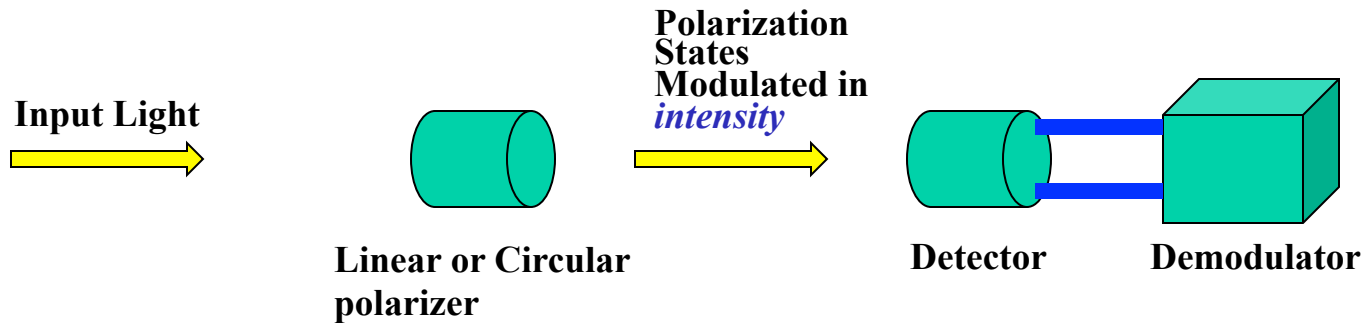 Input Light
Linear or Circular
polarizer
Polarization
States
Modulated in
intensity
Detector
Demodulator